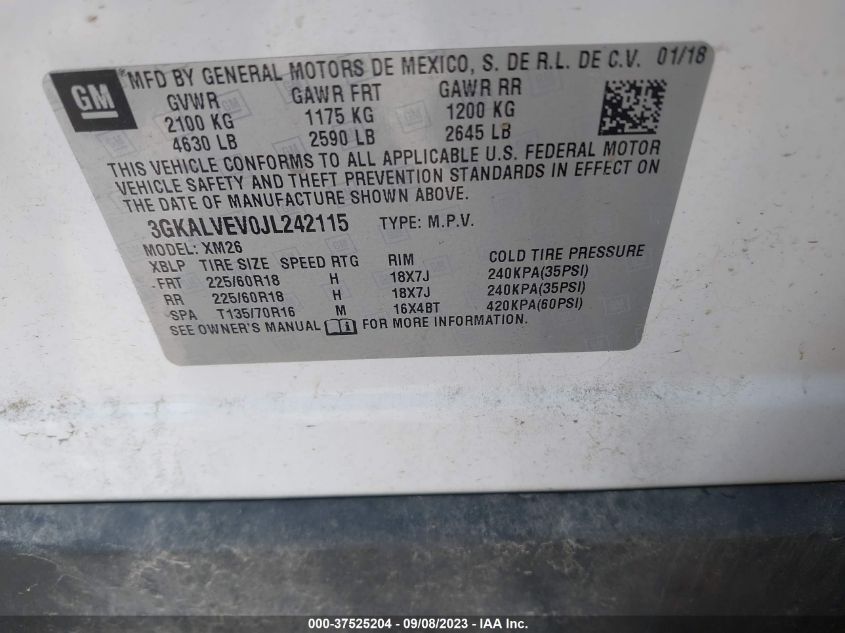 GM
MFD BY GENERAL MOTORS DE MEXICO, S. DE R.L. DE C.V. 01/18
GVWR GAWR FRT GAWR RR
2100 KG 1175 KG 1200 KG
4630 LB 2590 LB 2645 LB
THIS VEHICLE CONFORMS TO ALL APPLICABLE U.S. FEDERAL MOTOR
VEHICLE SAFETY AND THEFT PREVENTION STANDARDS IN EFFECT ON
THE DATE OF MANUFACTURE SHOWN ABOVE.
3GKALVEV0JL242115 TYPE: M.P.V.
MODEL: XM26
XBLP TIRE SIZE SPEED RTG RIM COLD TIRE PRESSURE
FRT 225/60R18 H 18X7J 240KPA(35PSI)
RR 225/60R18 H 18X7J 240KPA(35PSI)
SPA T135/70R16 M 16X4BT 420KPA(60PSI)
SEE OWNER'S MANUAL FOR MORE INFORMATION.
000-37525204 - 09/08/2023 - IAA Inc.